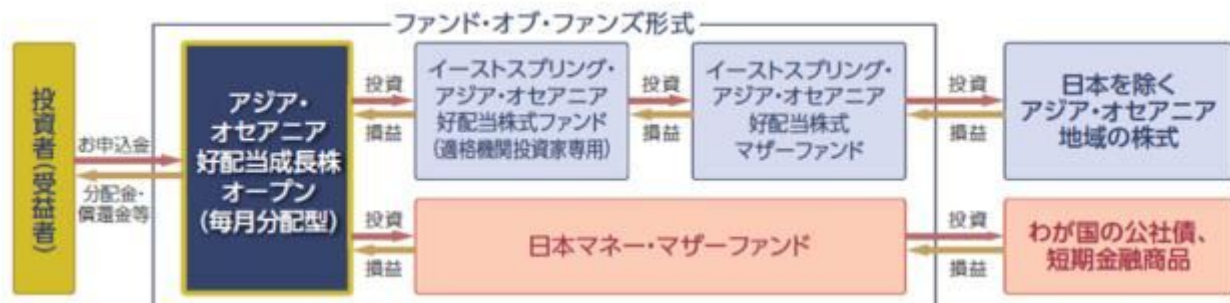 ファンド・オブ・ファンズ形式
投資者(受益者)
お申込金
分配金・
償還金等
アジア・
オセアニア
好配当成長株
オープン
(毎月分配型)
投資
損益
イーストスプリング・
アジア・オセアニア
好配当株式ファンド
(適格機関投資家専用)
投資
損益
イーストスプリング・
アジア・オセアニア
好配当株式
マザーファンド
投資
損益
日本を除く
アジア・オセアニア
地域の株式
投資
損益
日本マネー・マザーファンド
投資
損益
わが国の公社債、
短期金融商品